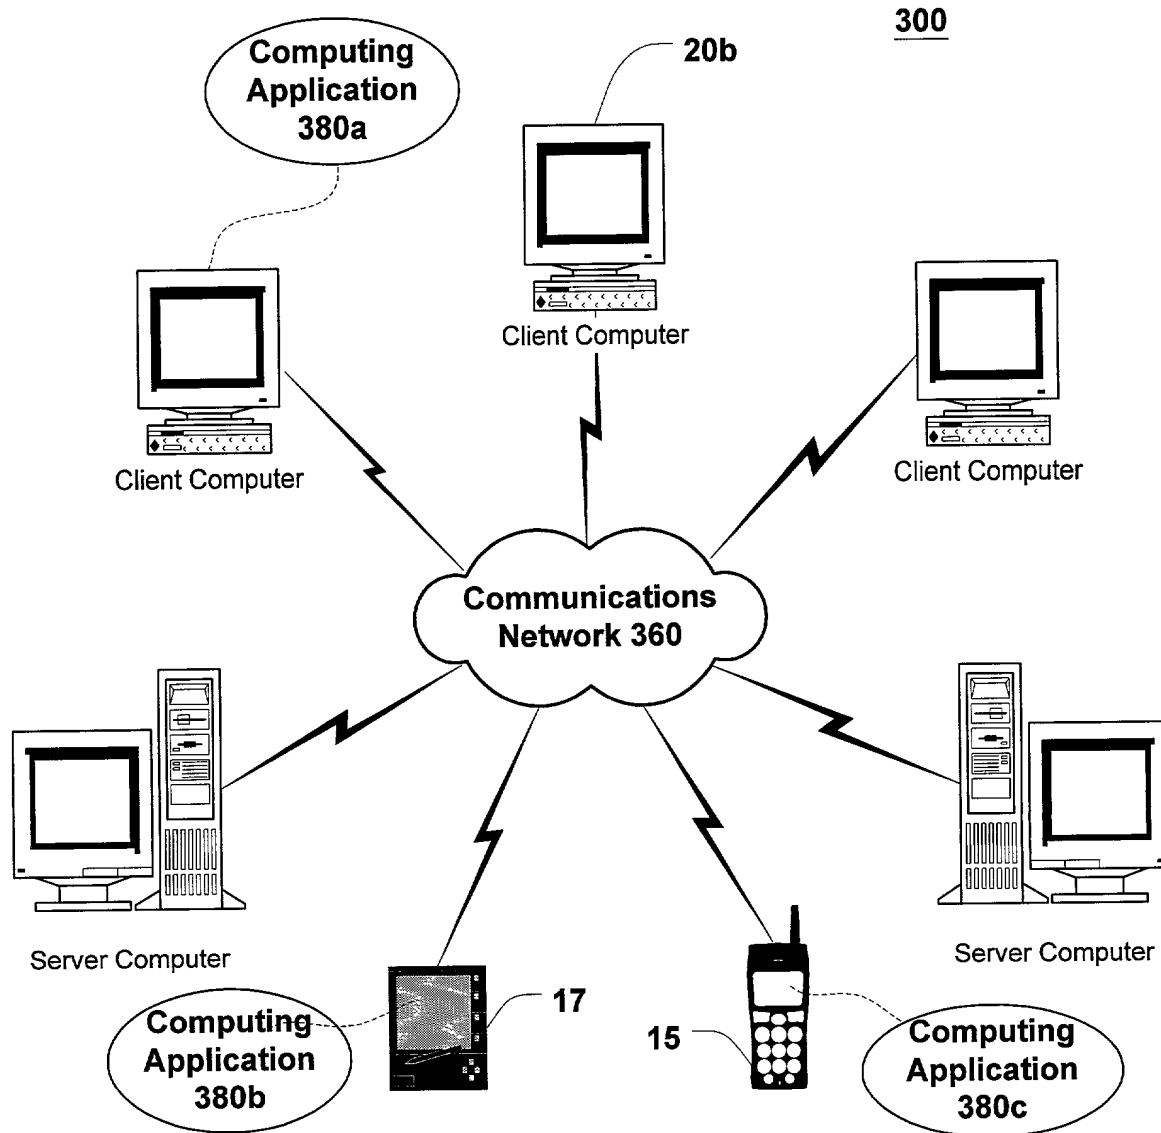 300
Computing
Application
380a
20b
Client Computer
Client Computer
Client Computer
Communications
Network 360
Server Computer
Server Computer
17
15
Computing
Application
380b
Computing
Application
380c